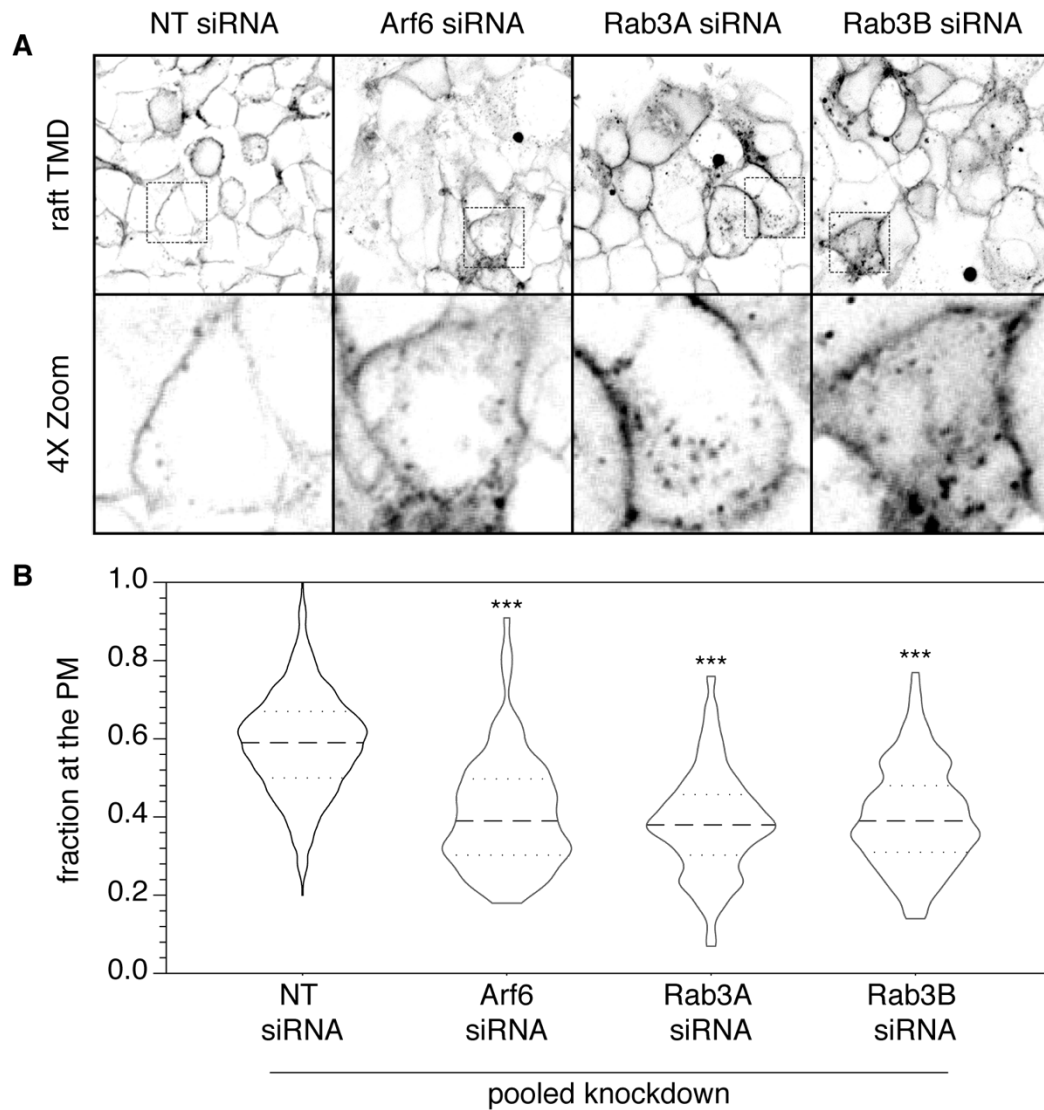 A
NT siRNA
Arf6 siRNA
Rab3A siRNA
Rab3B siRNA
raft TMD
4X Zoom
B
fraction at the PM
1.0
0.8
0.6
0.4
0.2
0.0
***
***
***
NT
siRNA
Arf6
siRNA
Rab3A
siRNA
Rab3B
siRNA
pooled knockdown